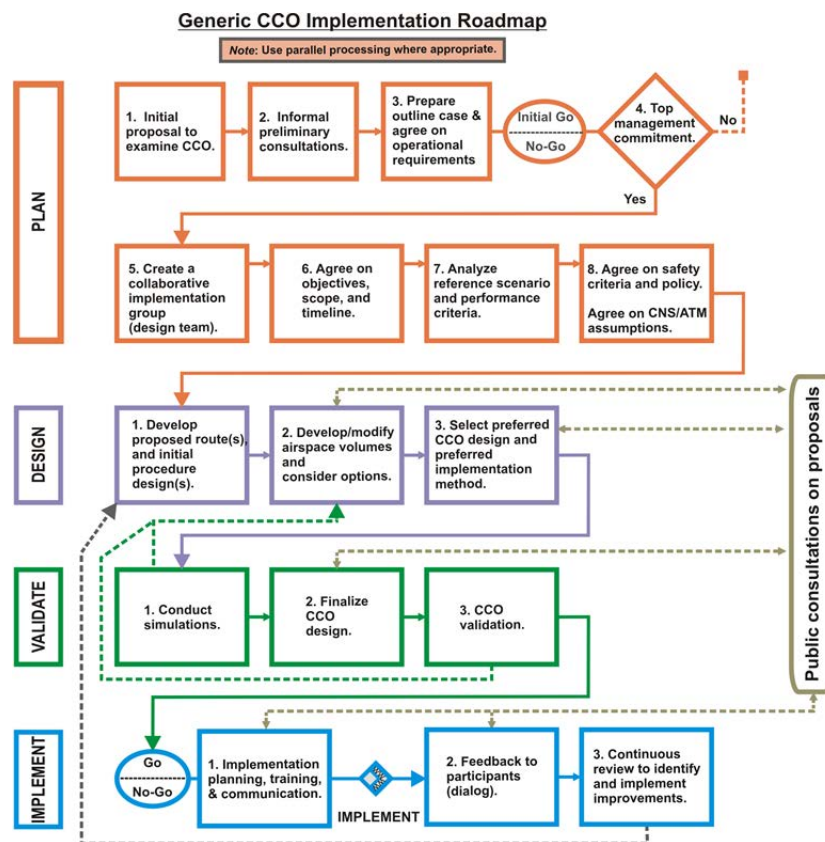 Generic CCO Implementation Roadmap
Note: Use parallel processing where appropriate.
PLAN
1. Initial
proposal to
examine CCO.
2. Informal
preliminary
consultations.
3. Prepare
outline case &
agree on
operational
requirements
Initial Go
No-Go
4. Top
management
commitment.
No
Yes
5. Create a
collaborative
implementation
group
(design team).
6. Agree on
objectives,
scope, and
timeline.
7. Analyze
reference scenario
and performance
criteria.
8. Agree on safety
criteria and policy.
Agree on CNS/ATM
assumptions.
DESIGN
1. Develop
proposed route(s),
and initial
procedure
design(s).
2. Develop/modify
airspace volumes
and
consider options.
3. Select preferred
CCO design and
preferred
implementation
method.
Public consultations on proposals
VALIDATE
1. Conduct
simulations.
2. Finalize
CCO
design.
3. CCO
validation.
IMPLEMENT
Go
No-Go
1. Implementation
planning, training,
& communication.
IMPLEMENT
2. Feedback to
participants
(dialog).
3. Continuous
review to identify
and implement
improvements.